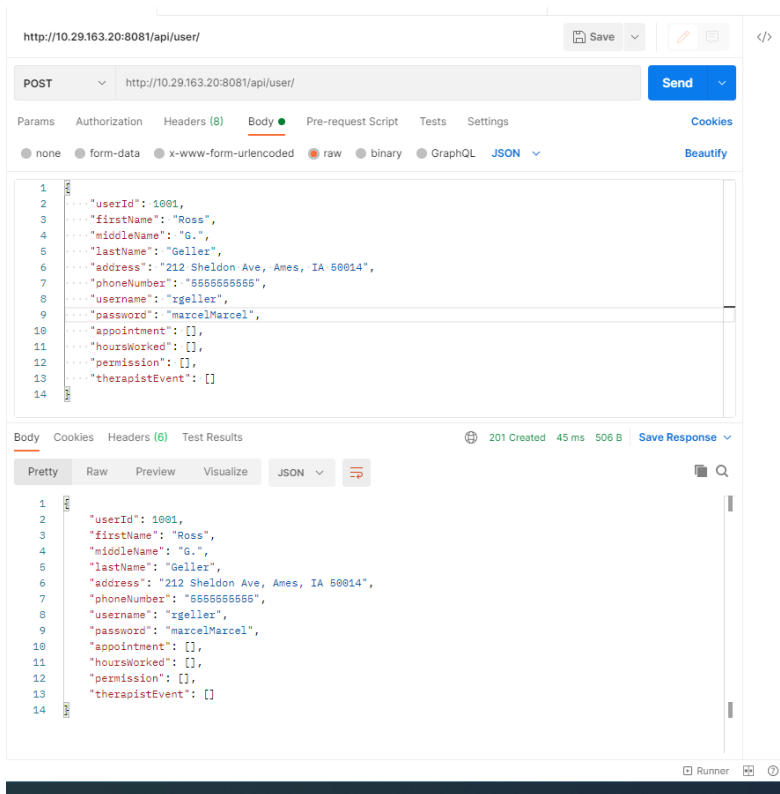 http://10.29.163.20:8081/api/user/ Save </>
POST http://10.29.163.20:8081/api/user/ Send
Params Authorization Headers (8) Body Pre-request Script Tests Settings Cookies
none form-data x-www-form-urlencoded raw binary GraphQL JSON Beautify
1 {
2 "userId": 1001,
3 "firstName": "Ross",
4 "middleName": "G.",
5 "lastName": "Geller",
6 "address": "212 Sheldon Ave, Ames, IA 50014",
7 "phoneNumber": "5555555555",
8 "username": "rgeller",
9 "password": "marcelMarcel",
10 "appointment": [],
11 "hoursWorked": [],
12 "permission": [],
13 "therapistEvent": []
14 }
Body Cookies Headers (6) Test Results 201 Created 45 ms 506 B Save Response
Pretty Raw Preview Visualize JSON
1 {
2 "userId": 1001,
3 "firstName": "Ross",
4 "middleName": "G.",
5 "lastName": "Geller",
6 "address": "212 Sheldon Ave, Ames, IA 50014",
7 "phoneNumber": "5555555555",
8 "username": "rgeller",
9 "password": "marcelMarcel",
10 "appointment": [],
11 "hoursWorked": [],
12 "permission": [],
13 "therapistEvent": []
14 }
Runner